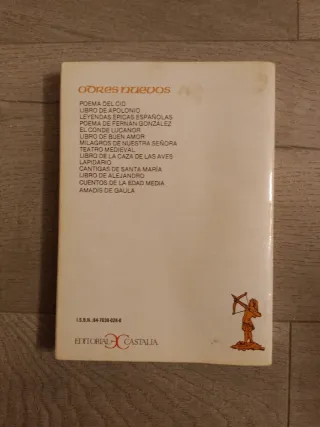 ODRES NUEVOS
POEMA DEL CID
LIBRO DE APOLONIO
LEYENDAS ÉPICAS ESPAÑOLAS
POEMA DE FERNÁN GONZÁLEZ
EL CONDE LUCANOR
LIBRO DE BUEN AMOR
MILAGROS DE NUESTRA SEÑORA
TEATRO MEDIEVAL
LIBRO DE LA CAZA DE LAS AVES
LAPIDARIO
CANTIGAS DE SANTA MARÍA
LIBRO DE ALEJANDRO
CUENTOS DE LA EDAD MEDIA
AMADÍS DE GAULA
I.S.B.N.:
EDITORIAL CASTALIA